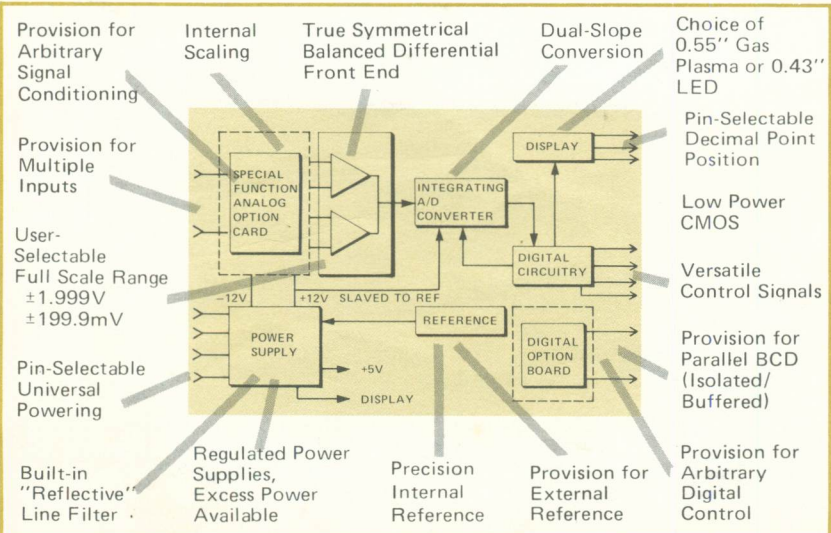 Provision for
Arbitrary
Signal
Conditioning
Internal
Scaling
True Symmetrical
Balanced Differential
Front End
Dual-Slope
Conversion
Choice of
0.55" Gas
Plasma or 0.43"
LED
Provision for
Multiple
Inputs
User-
Selectable
Full Scale Range
±1.999V
±199.9mV
Pin-Selectable
Universal
Powering
SPECIAL
FUNCTION
ANALOG
OPTION
CARD
INTEGRATING
A/D
CONVERTER
DISPLAY
DIGITAL
CIRCUITRY
-12V
+12V SLAVED TO REF
POWER
SUPPLY
REFERENCE
DIGITAL
OPTION
BOARD
+5V
DISPLAY
Pin-Selectable
Decimal Point
Position
Low Power
CMOS
Versatile
Control Signals
Provision for
Parallel BCD
(Isolated/
Buffered)
Built-in
"Reflective"
Line Filter
Regulated Power
Supplies,
Excess Power
Available
Precision
Internal
Reference
Provision for
External
Reference
Provision for
Arbitrary
Digital
Control